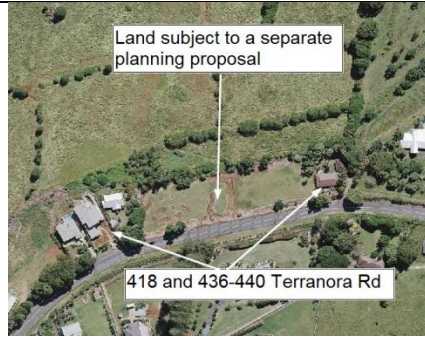 Land subject to a separate
planning proposal
418 and 436-440 Terranora Rd